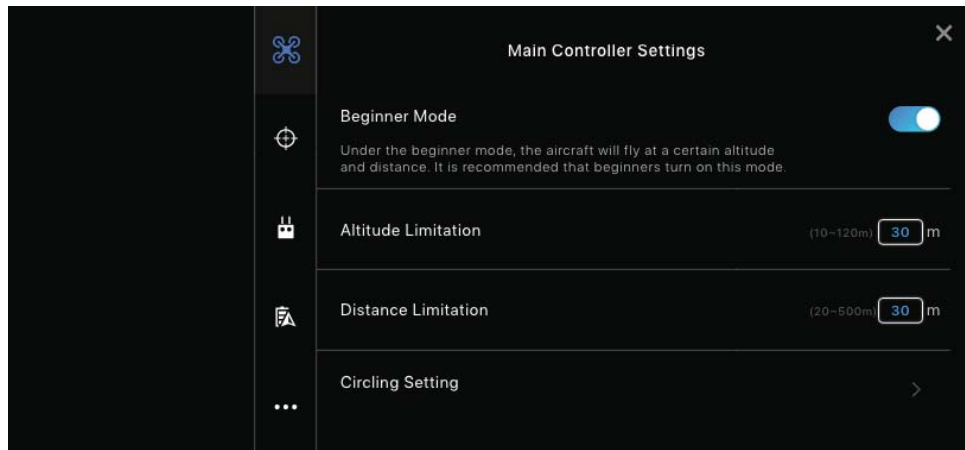 Main Controller Settings
Beginner Mode
Under the beginner mode, the aircraft will fly at a certain altitude
and distance. It is recommended that beginners turn on this mode.
Altitude Limitation (10~120m) 30 m
Distance Limitation (20~500m) 30 m
Circling Setting